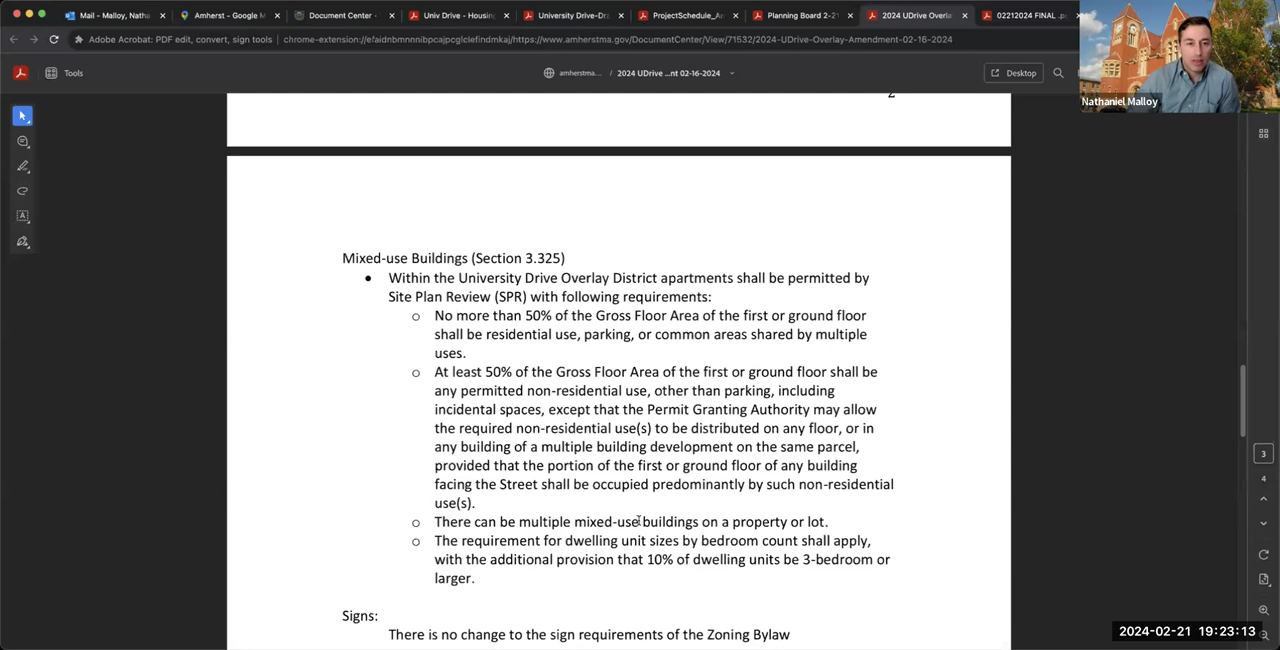 Mail - Malloy, Natha
Amherst - Google M
Document Center -
Univ Drive - Housin
University Drive-Dra
ProjectSchedule_Ar
Planning Board 2-2
2024 UDrive Overla
02212024 FINAL .p
Adobe Acrobat: PDF edit, convert, sign tools
chrome-extension://efaidnbmnnnibpcajpcglclefindmkaj/https://www.amherstma.gov/DocumentCenter/View/71532/2024-UDrive-Overlay-Amendment-02-16-2024
Tools
amherstma...
/
2024 UDrive ...nt 02-16-2024
Desktop
Nathaniel Malloy
2
Mixed-use Buildings (Section 3.325)
• Within the University Drive Overlay District apartments shall be permitted by
Site Plan Review (SPR) with following requirements:
o No more than 50% of the Gross Floor Area of the first or ground floor
shall be residential use, parking, or common areas shared by multiple
uses.
o At least 50% of the Gross Floor Area of the first or ground floor shall be
any permitted non-residential use, other than parking, including
incidental spaces, except that the Permit Granting Authority may allow
the required non-residential use(s) to be distributed on any floor, or in
any building of a multiple building development on the same parcel,
provided that the portion of the first or ground floor of any building
facing the Street shall be occupied predominantly by such non-residential
use(s).
o There can be multiple mixed-use buildings on a property or lot.
o The requirement for dwelling unit sizes by bedroom count shall apply,
with the additional provision that 10% of dwelling units be 3-bedroom or
larger.
Signs:
There is no change to the sign requirements of the Zoning Bylaw
3
4
2024-02-21 19:23:13